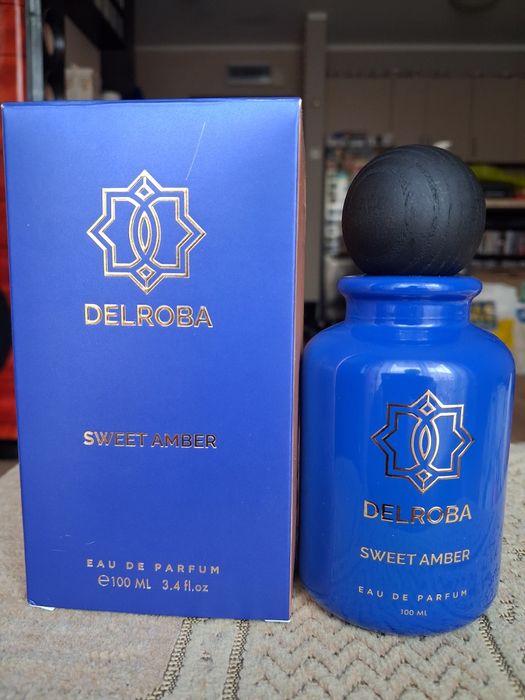 DELROBA
SWEET AMBER
EAU DE PARFUM
℮100 ML 3.4 fl.oz
DELROBA
SWEET AMBER
EAU DE PARFUM
100 ML